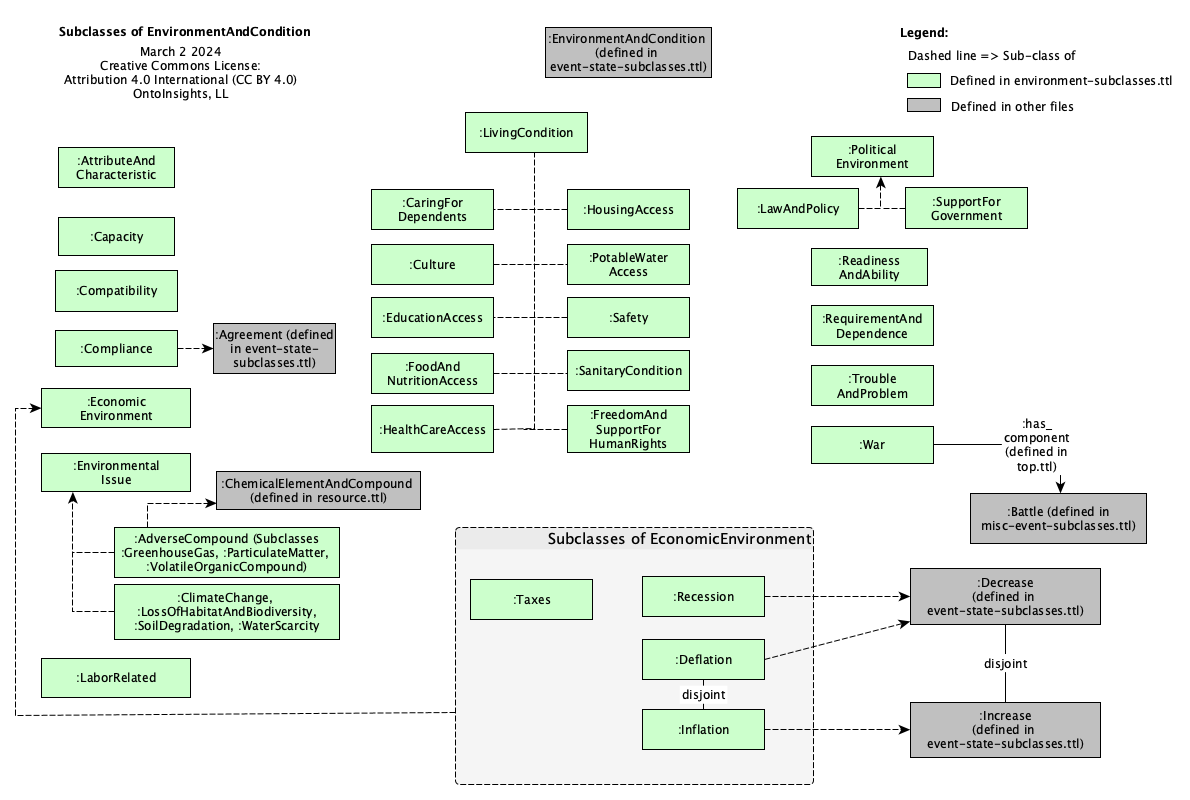 Subclasses of EnvironmentAndCondition
March 2 2024
Creative Commons License:
Attribution 4.0 International (CC BY 4.0)
OntoInsights, LL
:EnvironmentAndCondition
(defined in
event-state-subclasses.ttl)
Legend:
Dashed line => Sub-class of
Defined in environment-subclasses.ttl
Defined in other files
:AttributeAnd
Characteristic
:Capacity
:Compatibility
:Compliance
:Agreement (defined
in event-state-
subclasses.ttl)
:Economic
Environment
:Environmental
Issue
:ChemicalElementAndCompound
(defined in resource.ttl)
:AdverseCompound (Subclasses
:GreenhouseGas, :ParticulateMatter,
:VolatileOrganicCompound)
:ClimateChange,
:LossOfHabitatAndBiodiversity,
:SoilDegradation, :WaterScarcity
:LaborRelated
:LivingCondition
:CaringFor
Dependents
:HousingAccess
:Culture
:PotableWater
Access
:EducationAccess
:Safety
:FoodAnd
NutritionAccess
:SanitaryCondition
:HealthCareAccess
:FreedomAnd
SupportFor
HumanRights
:Political
Environment
:LawAndPolicy
:SupportFor
Government
:Readiness
AndAbility
:RequirementAnd
Dependence
:Trouble
AndProblem
:War
:has_
component
(defined in
top.ttl)
:Battle (defined in
misc-event-subclasses.ttl)
Subclasses of EconomicEnvironment
:Taxes
:Recession
:Deflation
disjoint
:Inflation
:Decrease
(defined in
event-state-subclasses.ttl)
disjoint
:Increase
(defined in
event-state-subclasses.ttl)